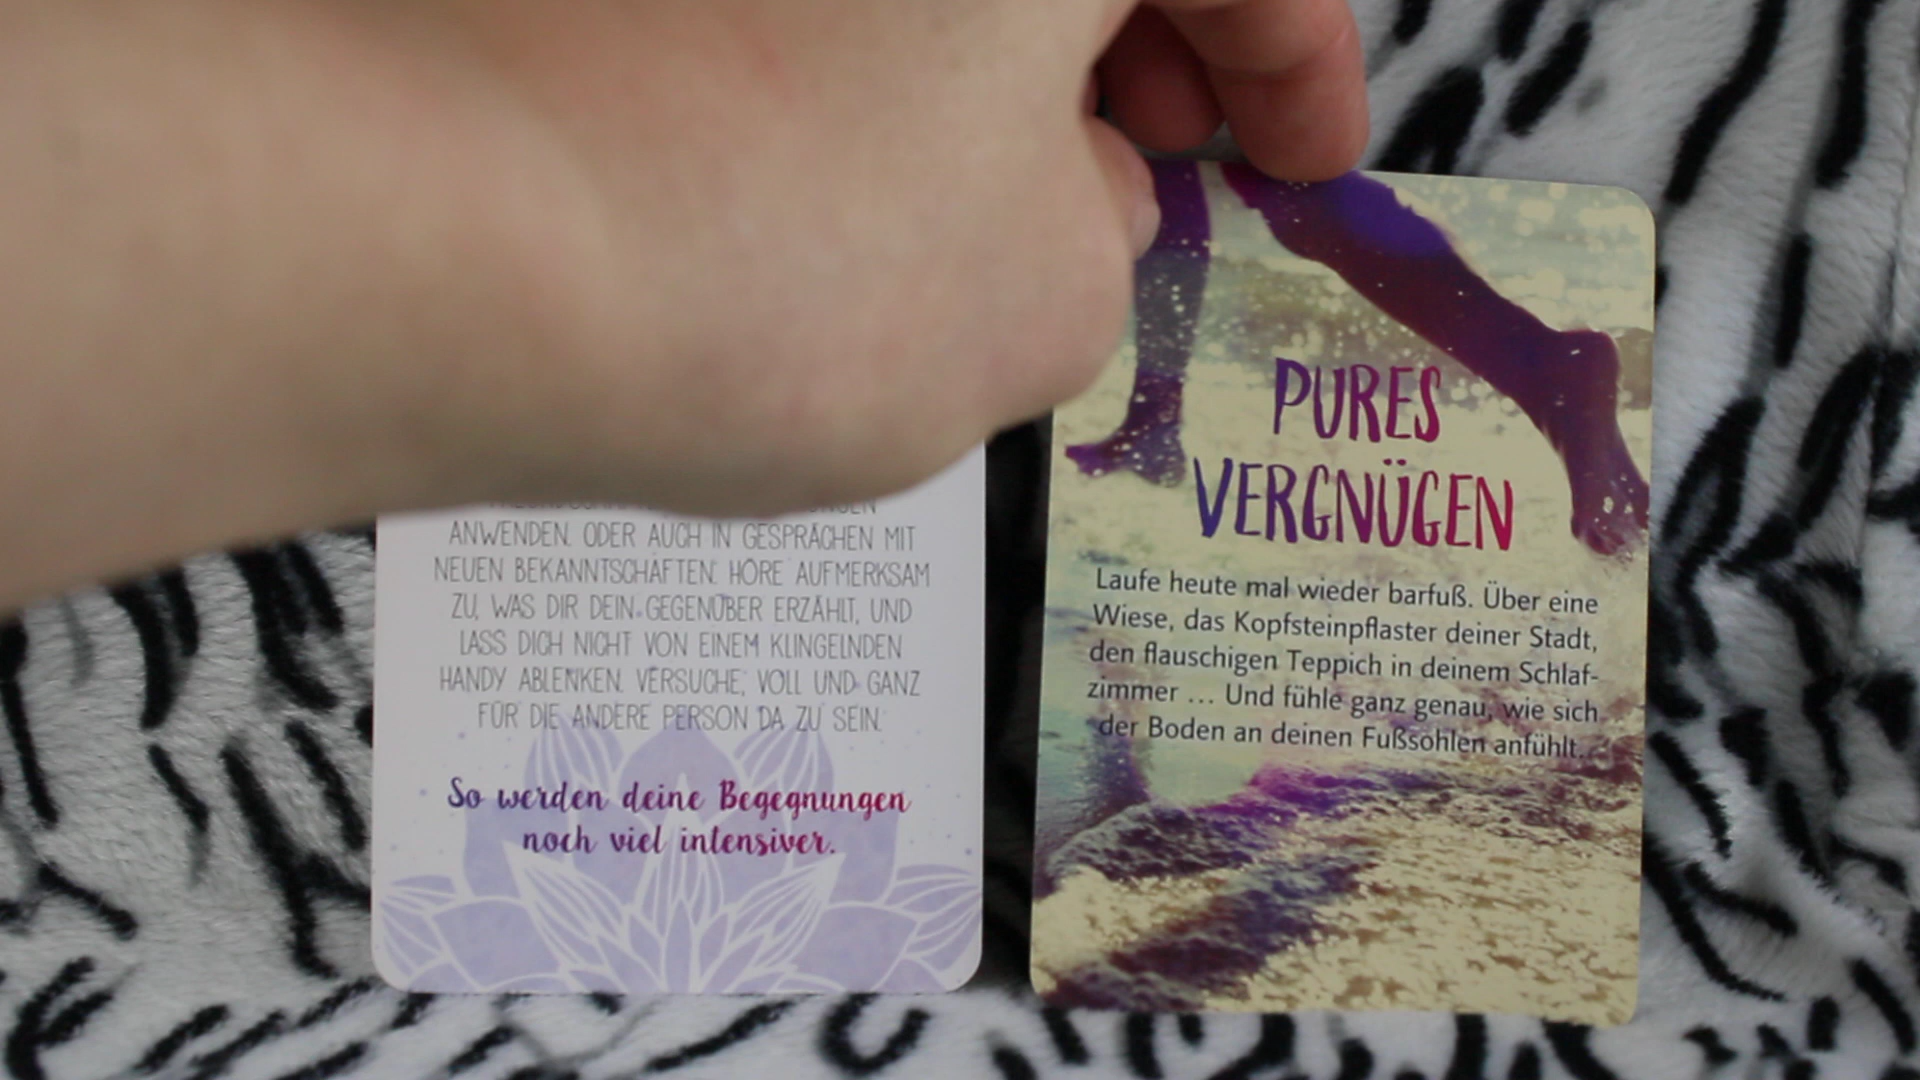 ANWENDEN. ODER AUCH IN GESPRÄCHEN MIT
NEUEN BEKANNTSCHAFTEN: HÖRE AUFMERKSAM
ZU, WAS DIR DEIN GEGENÜBER ERZÄHLT, UND
LASS DICH NICHT VON EINEM KLINGELNDEN
HANDY ABLENKEN. VERSUCHE, VOLL UND GANZ
FÜR DIE ANDERE PERSON DA ZU SEIN.
So werden deine Begegnungen
noch viel intensiver.
PURES
VERGNÜGEN
Laufe heute mal wieder barfuß. Über eine
Wiese, das Kopfsteinpflaster deiner Stadt,
den flauschigen Teppich in deinem Schlaf-
zimmer … Und fühle ganz genau, wie sich
der Boden an deinen Fußsohlen anfühlt.